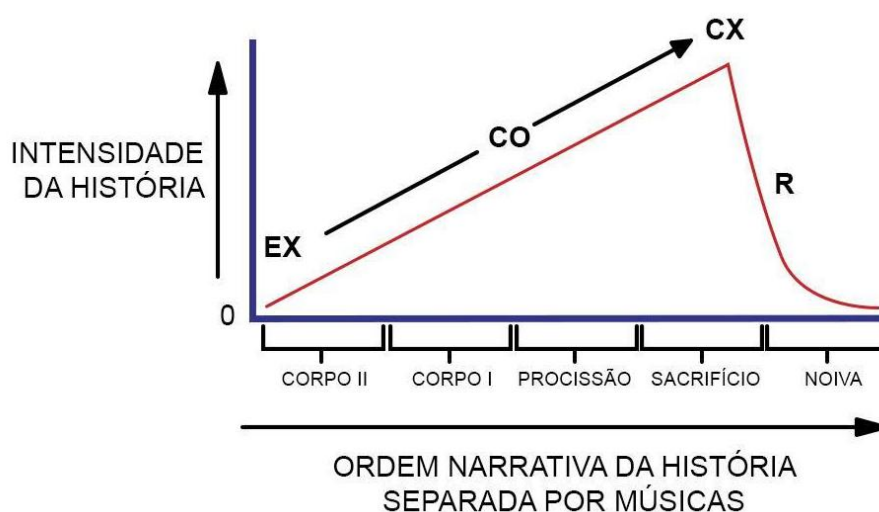 CX
INTENSIDADE
DA HISTÓRIA
CO
R
EX
0
CORPO II
CORPO I
PROCISSÃO
SACRIFÍCIO
NOIVA
ORDEM NARRATIVA DA HISTÓRIA
SEPARADA POR MÚSICAS